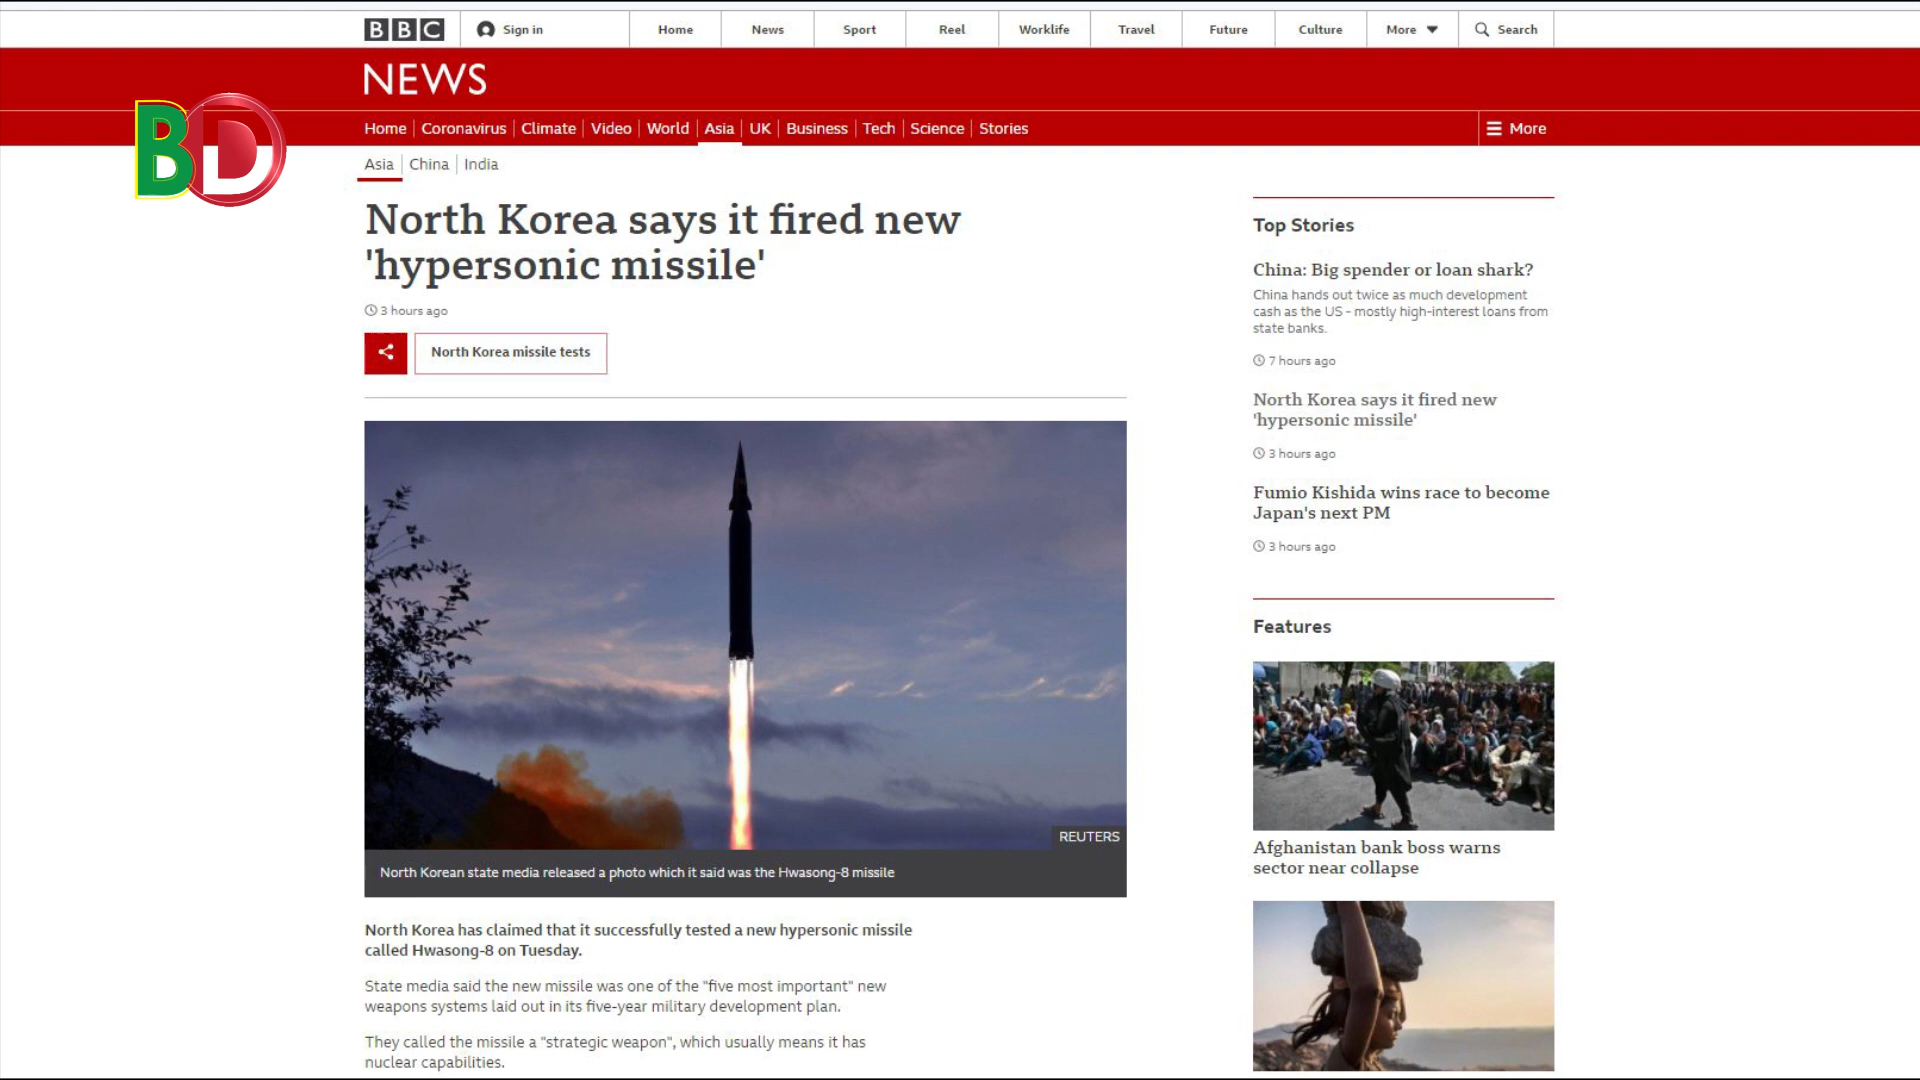 BBC
Sign in
Home
News
Sport
Reel
Worklife
Travel
Future
Culture
More
Search
NEWS
BD
Home
Coronavirus
Climate
Video
World
Asia
UK
Business
Tech
Science
Stories
More
Asia
China
India
North Korea says it fired new
'hypersonic missile'
3 hours ago
North Korea missile tests
REUTERS
North Korean state media released a photo which it said was the Hwasong-8 missile
North Korea has claimed that it successfully tested a new hypersonic missile
called Hwasong-8 on Tuesday.
State media said the new missile was one of the "five most important" new
weapons systems laid out in its five-year military development plan.
They called the missile a "strategic weapon", which usually means it has
nuclear capabilities.
Top Stories
China: Big spender or loan shark?
China hands out twice as much development
cash as the US - mostly high-interest loans from
state banks.
7 hours ago
North Korea says it fired new
'hypersonic missile'
3 hours ago
Fumio Kishida wins race to become
Japan's next PM
3 hours ago
Features
Afghanistan bank boss warns
sector near collapse